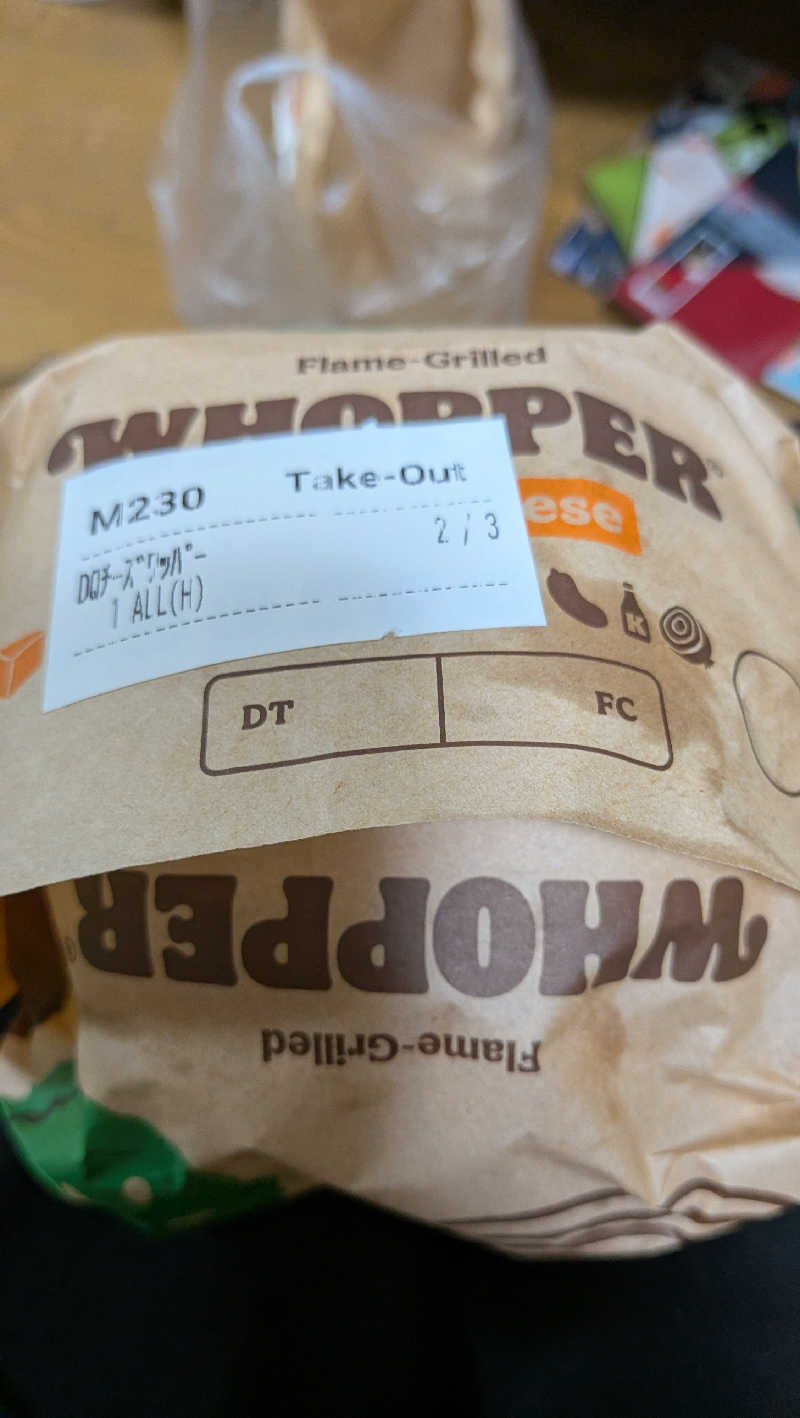 Flame-Grilled
WHOPPER
M230 Take-Out
ese
2/3
DQチーズワッパー
1 ALL(H)
K
DT FC
WHOPPER®
Flame-Grilled